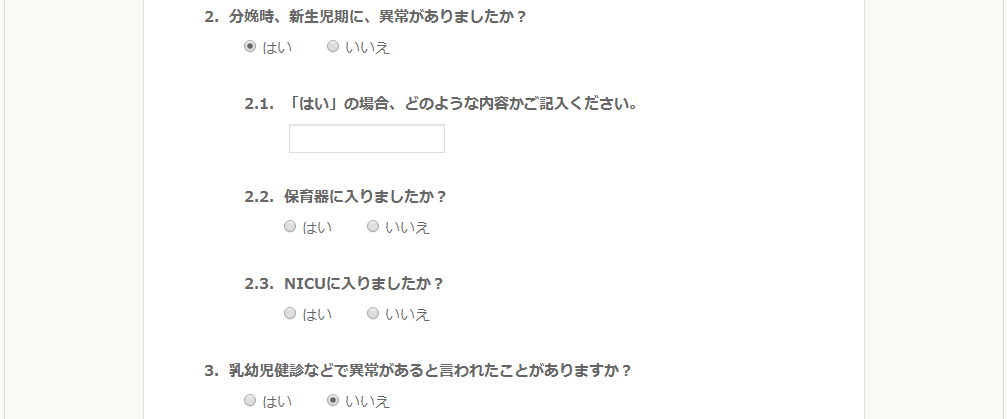 2. 分娩時、新生児期に、異常がありましたか？
はい いいえ
2.1. 「はい」の場合、どのような内容かご記入ください。
2.2. 保育器に入りましたか？
はい いいえ
2.3. NICUに入りましたか？
はい いいえ
3. 乳幼児健診などで異常があると言われたことがありますか？
はい いいえ